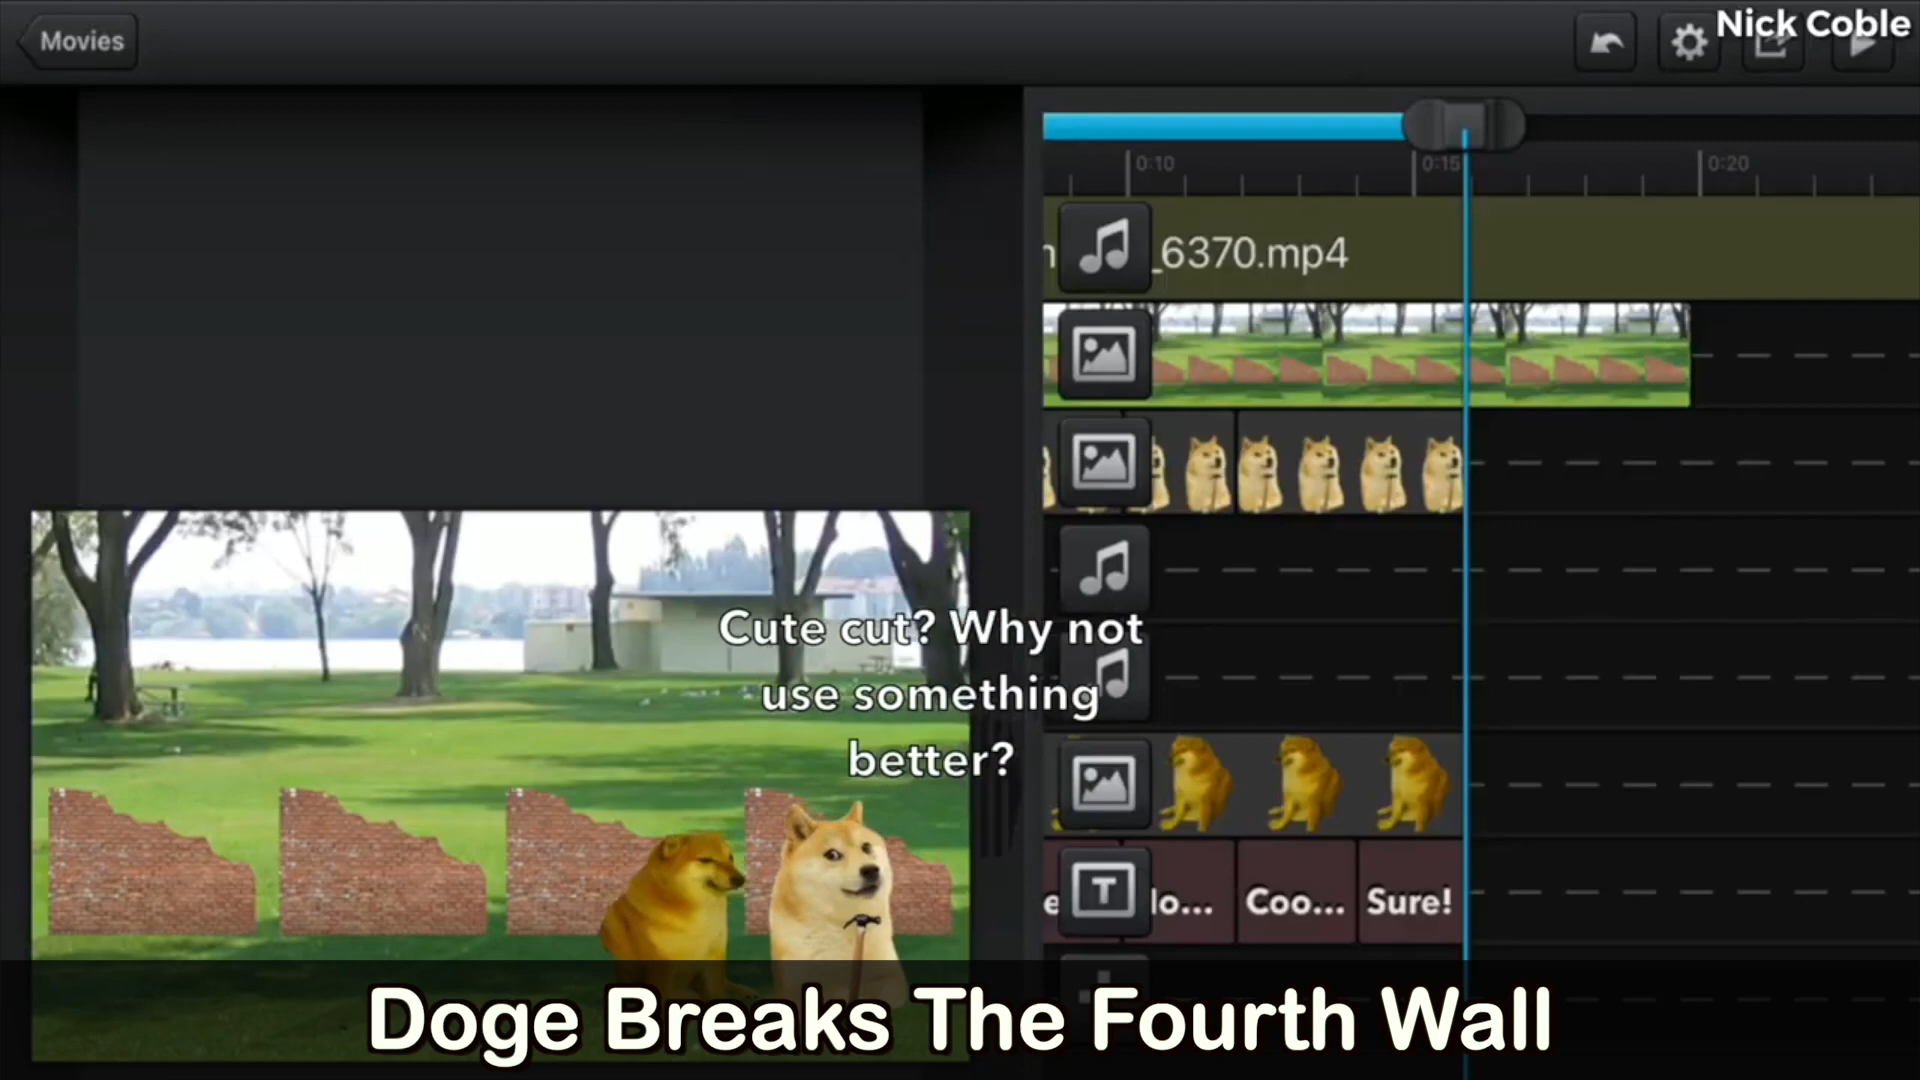 Movies
Nick Coble
0:10
0:15
0:20
_6370.mp4
Cute cut? Why not
use something
better?
T
lo... Coo... Sure!
Doge Breaks The Fourth Wall